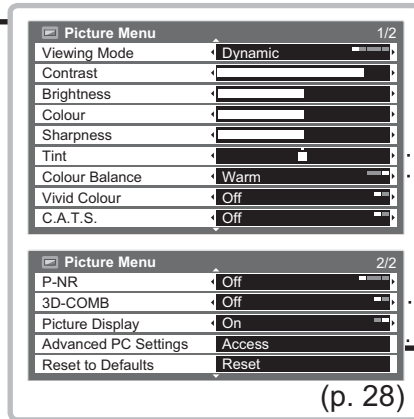 Picture Menu 1/2
Viewing Mode Dynamic
Contrast
Brightness
Colour
Sharpness
Tint
Colour Balance Warm
Vivid Colour Off
C.A.T.S. Off
Picture Menu 2/2
P-NR Off
3D-COMB Off
Picture Display On
Advanced PC Settings Access
Reset to Defaults Reset
(p. 28)